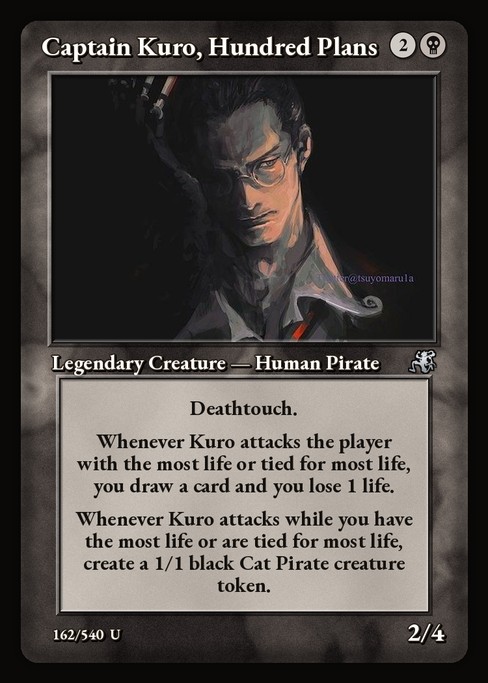 Captain Kuro, Hundred Plans 2
@tsuyomaru1a
Legendary Creature — Human Pirate
Deathtouch.
Whenever Kuro attacks the player
with the most life or tied for most life,
you draw a card and you lose 1 life.
Whenever Kuro attacks while you have
the most life or are tied for most life,
create a 1/1 black Cat Pirate creature
token.
162/540 U
2/4